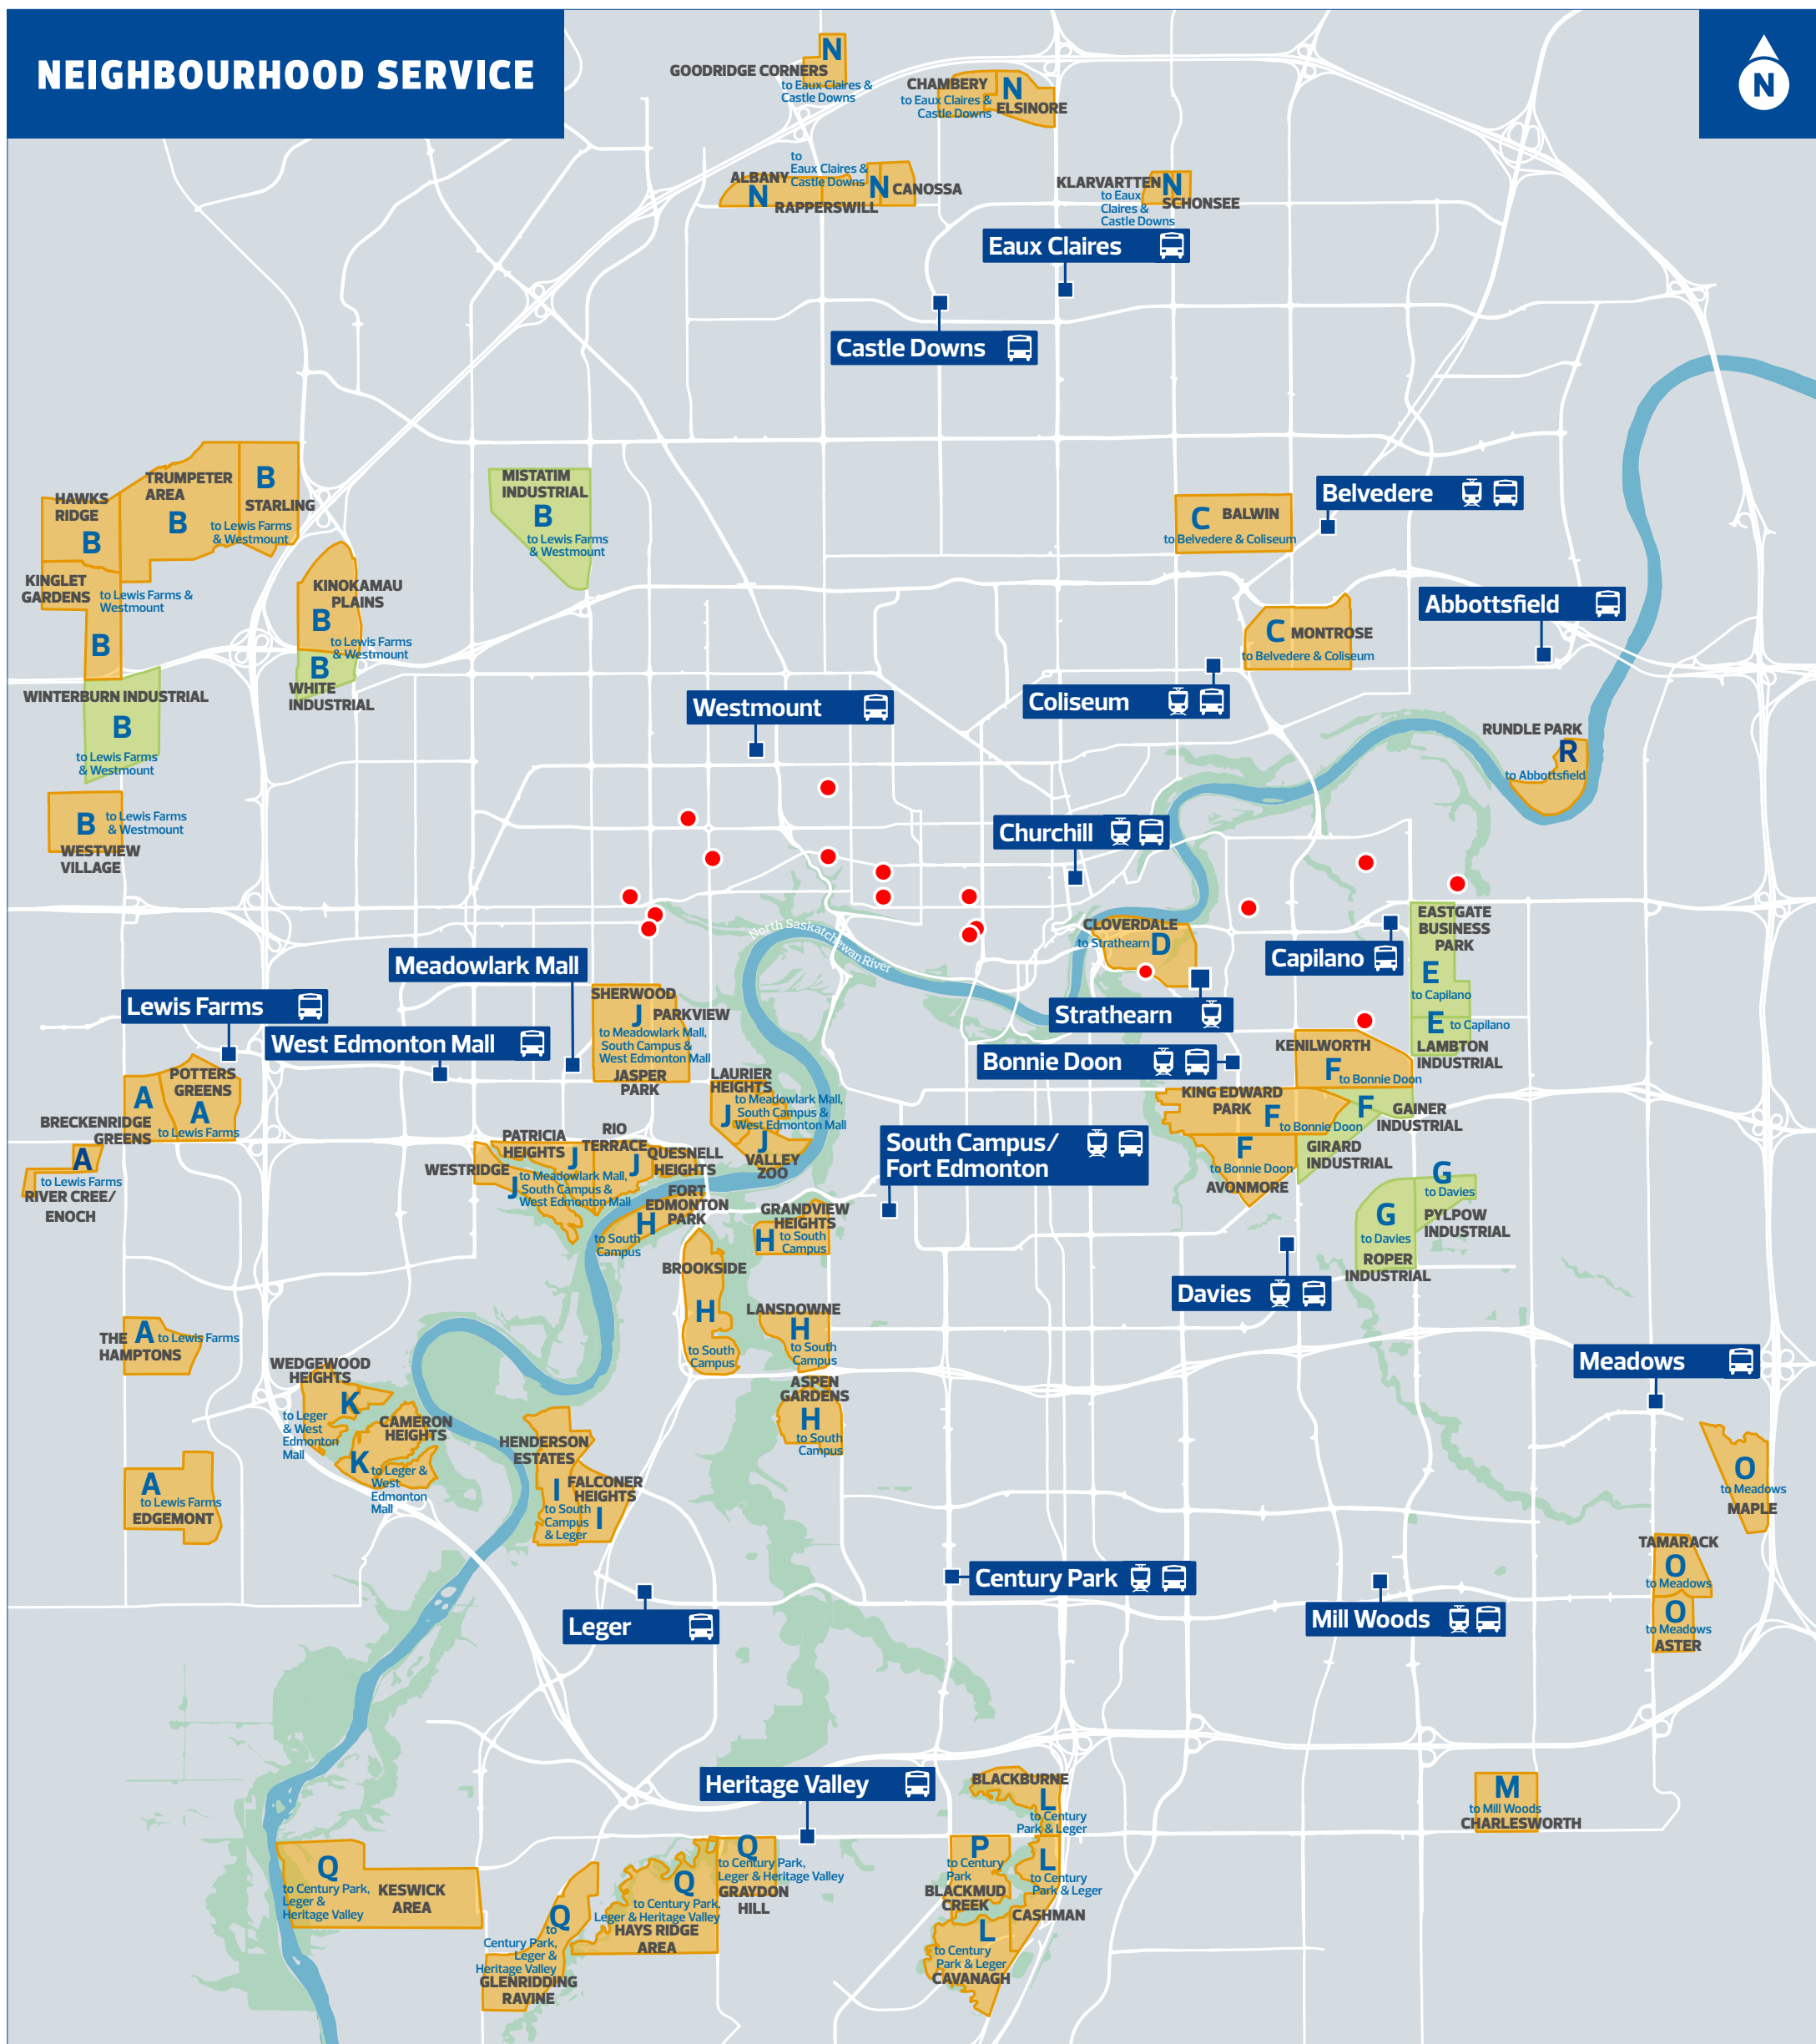 NEIGHBOURHOOD SERVICE
N
N
GOODRIDGE CORNERS
to Eaux Claires &
Castle Downs
CHAMBERY
N
to Eaux Claires &
Castle Downs
ELSINORE
to
Eaux Claires &
Castle Downs
ALBANY
N
RAPPERSWILL
N
CANOSSA
KLARVARTTEN
N
to Eaux
Claires &
Castle Downs
SCHONSEE
Eaux Claires
Castle Downs
TRUMPETER
AREA
B
B
STARLING
to Lewis Farms
& Westmount
HAWKS
RIDGE
B
KINGLET
GARDENS
to Lewis Farms &
Westmount
B
MISTATIM
INDUSTRIAL
B
to Lewis Farms
& Westmount
KINOKAMAU
PLAINS
B
to Lewis Farms
& Westmount
B
WHITE
INDUSTRIAL
WINTERBURN INDUSTRIAL
B
to Lewis Farms
& Westmount
B
to Lewis Farms
& Westmount
WESTVIEW
VILLAGE
C
BALWIN
to Belvedere & Coliseum
Belvedere
C
MONTROSE
to Belvedere & Coliseum
Abbottsfield
Coliseum
Westmount
RUNDLE PARK
R
to Abbottsfield
Churchill
North Saskatchewan River
CLOVERDALE
to Strathearn
D
Strathearn
Capilano
EASTGATE
BUSINESS
PARK
E
to Capilano
E
to Capilano
LAMBTON
INDUSTRIAL
Meadowlark Mall
Lewis Farms
West Edmonton Mall
SHERWOOD
J
PARKVIEW
to Meadowlark Mall,
South Campus &
West Edmonton Mall
JASPER
PARK
LAURIER
HEIGHTS
to Meadowlark Mall,
South Campus &
West Edmonton Mall
J
J
VALLEY
ZOO
Bonnie Doon
KENILWORTH
F
to Bonnie Doon
KING EDWARD
PARK
F
to Bonnie Doon
F
GAINER
INDUSTRIAL
F
to Bonnie Doon
GIRARD
INDUSTRIAL
AVONMORE
POTTERS
GREENS
A
A
to Lewis Farms
BRECKENRIDGE
GREENS
A
to Lewis Farms
RIVER CREE/
ENOCH
PATRICIA
HEIGHTS
J
RIO
TERRACE
J
QUESNELL
HEIGHTS
WESTRIDGE
J
to Meadowlark Mall,
South Campus &
West Edmonton Mall
FORT
EDMONTON
PARK
H
to South
Campus
South Campus/
Fort Edmonton
GRANDVIEW
HEIGHTS
H
to South
Campus
G
to Davies
PYLPOW
INDUSTRIAL
G
to Davies
ROPER
INDUSTRIAL
Davies
BROOKSIDE
H
to South
Campus
LANSDOWNE
H
to South
Campus
ASPEN
GARDENS
H
to South
Campus
THE
HAMPTONS
A
to Lewis Farms
WEDGEWOOD
HEIGHTS
K
to Leger
& West
Edmonton
Mall
CAMERON
HEIGHTS
K
to Leger &
West
Edmonton
Mall
HENDERSON
ESTATES
I
FALCONER
HEIGHTS
I
to South
Campus
& Leger
A
to Lewis Farms
EDGEMONT
Meadows
O
to Meadows
MAPLE
TAMARACK
O
to Meadows
O
to Meadows
ASTER
Century Park
Mill Woods
Leger
Heritage Valley
BLACKBURNE
L
to Century
Park & Leger
M
to Mill Woods
CHARLESWORTH
P
to Century
Park
BLACKMUD
CREEK
L
to Century
Park & Leger
CASHMAN
L
to Century
Park & Leger
CAVANAGH
Q
to Century Park,
Leger &
Heritage Valley
KESWICK
AREA
Q
to
Century Park,
Leger &
Heritage Valley
GLENRIDDING
RAVINE
Q
to Century Park,
Leger & Heritage Valley
HAYS RIDGE
AREA
Q
to Century Park,
Leger & Heritage Valley
GRAYDON
HILL